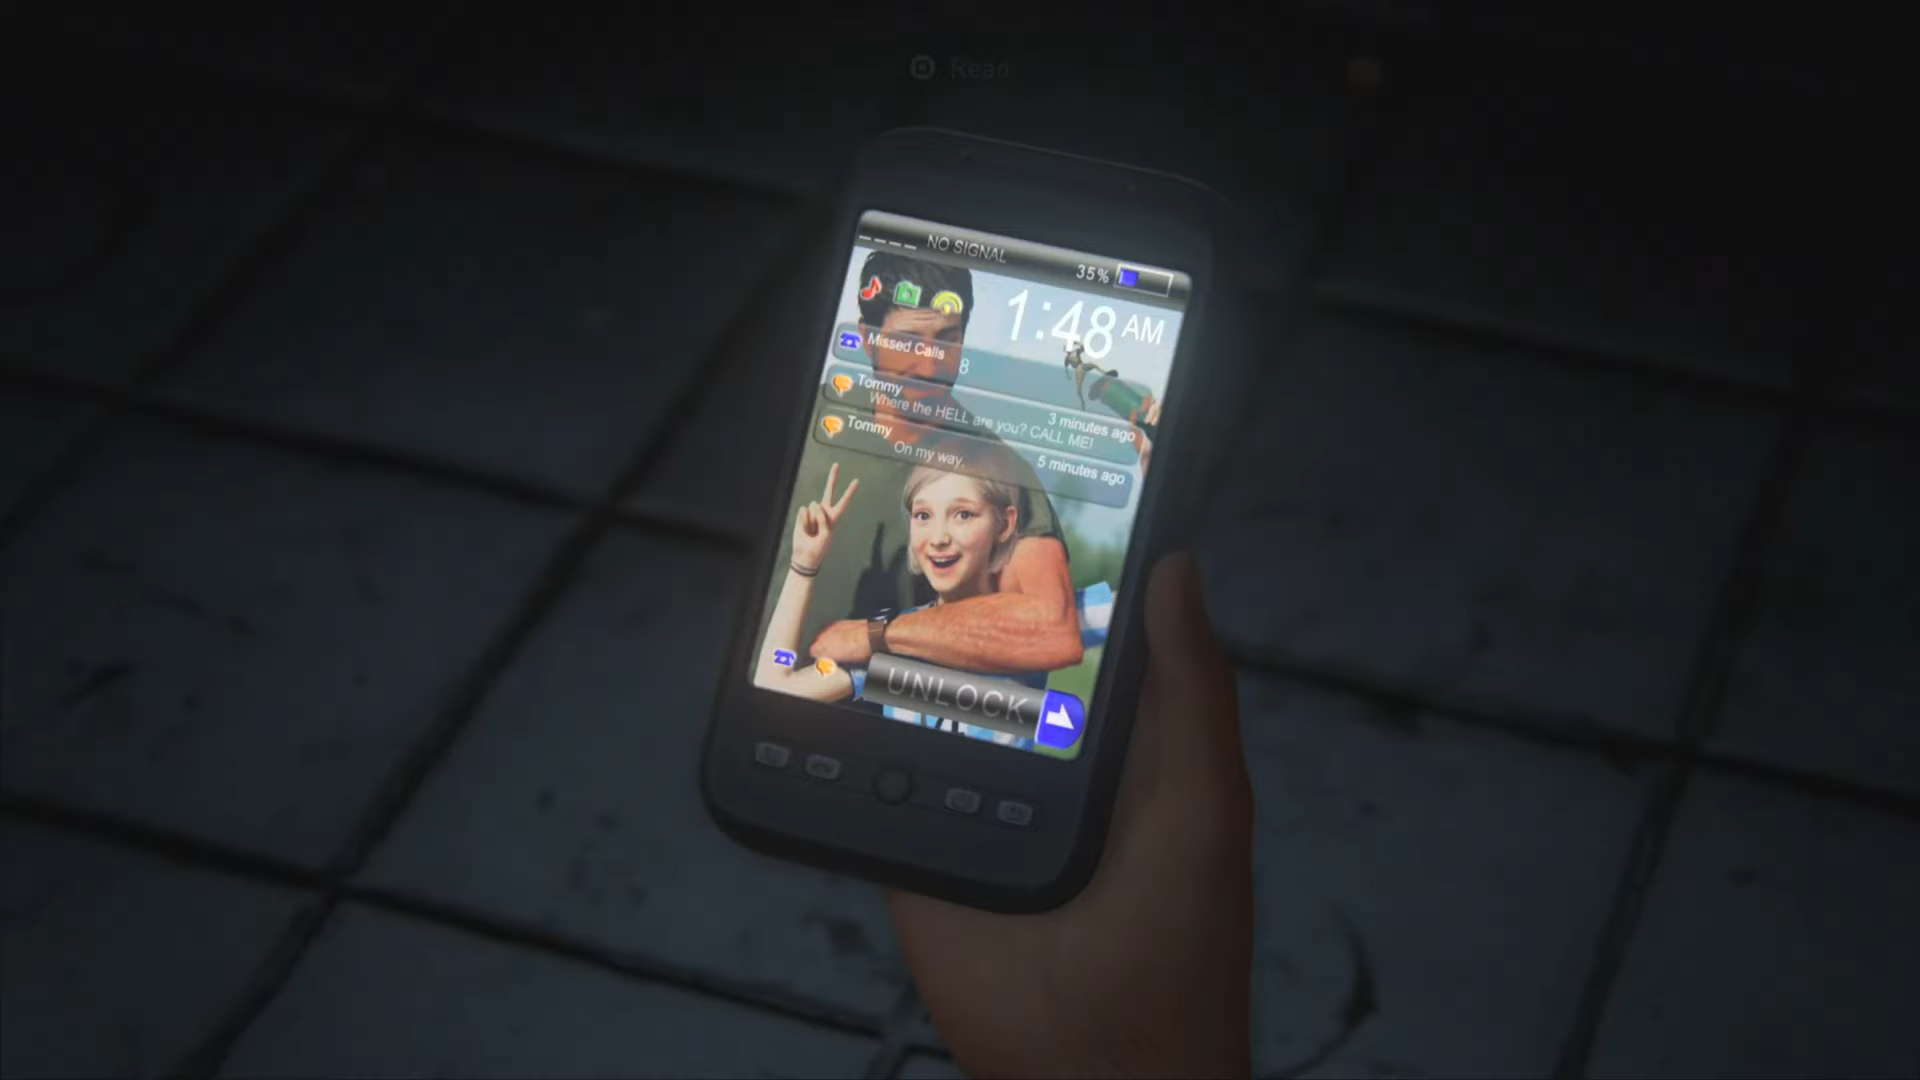 Read
NO SIGNAL
35%
1:48 AM
Missed Calls
8
Tommy
3 minutes ago
Where the HELL are you? CALL ME!
Tommy
5 minutes ago
On my way.
UNLOCK